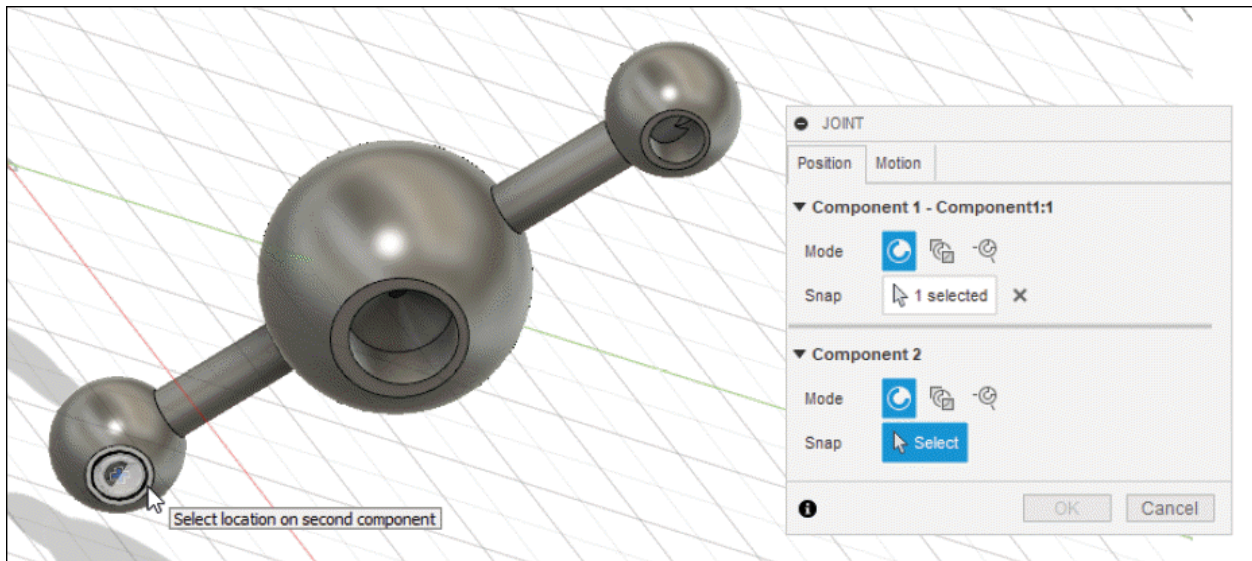 JOINT
Position Motion
Component 1 - Component1:1
Mode
Snap 1 selected
Component 2
Mode
Snap Select
OK Cancel
Select location on second component